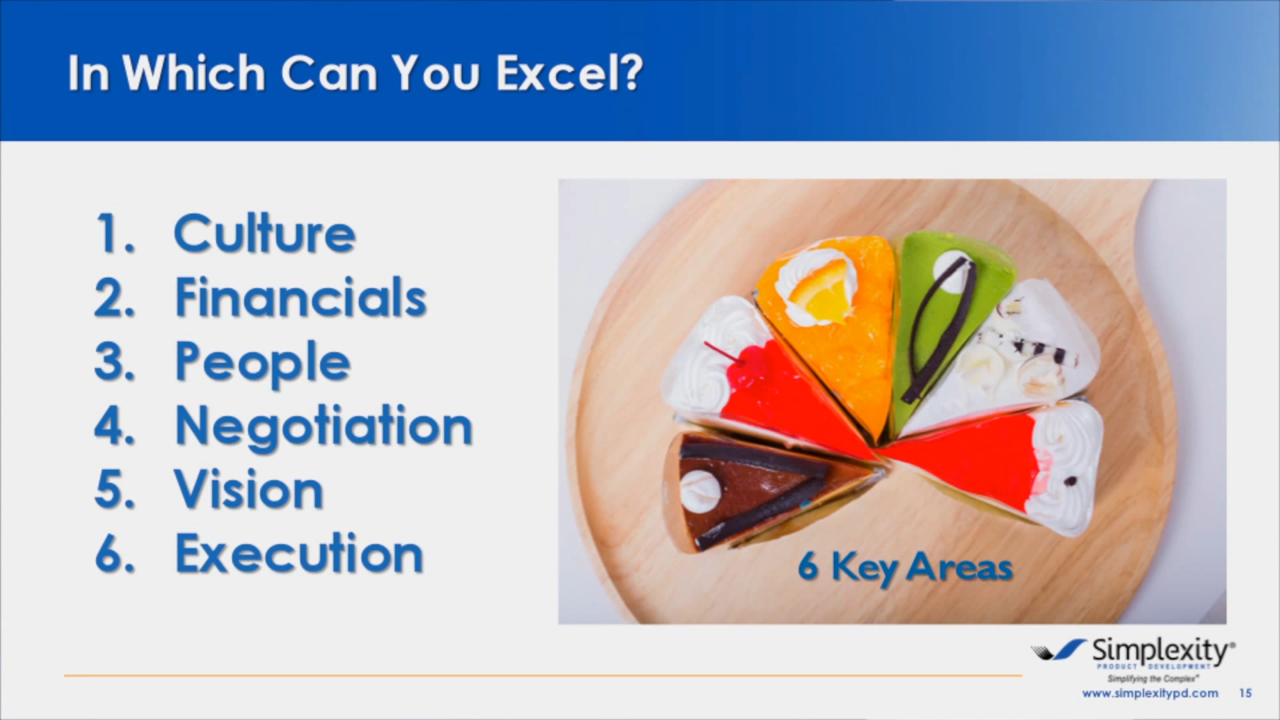 In Which Can You Excel?
1. Culture
2. Financials
3. People
4. Negotiation
5. Vision
6. Execution
6 Key Areas
Simplexity®
PRODUCT DEVELOPMENT
Simplifying the Complex®
www.simplexitypd.com 15